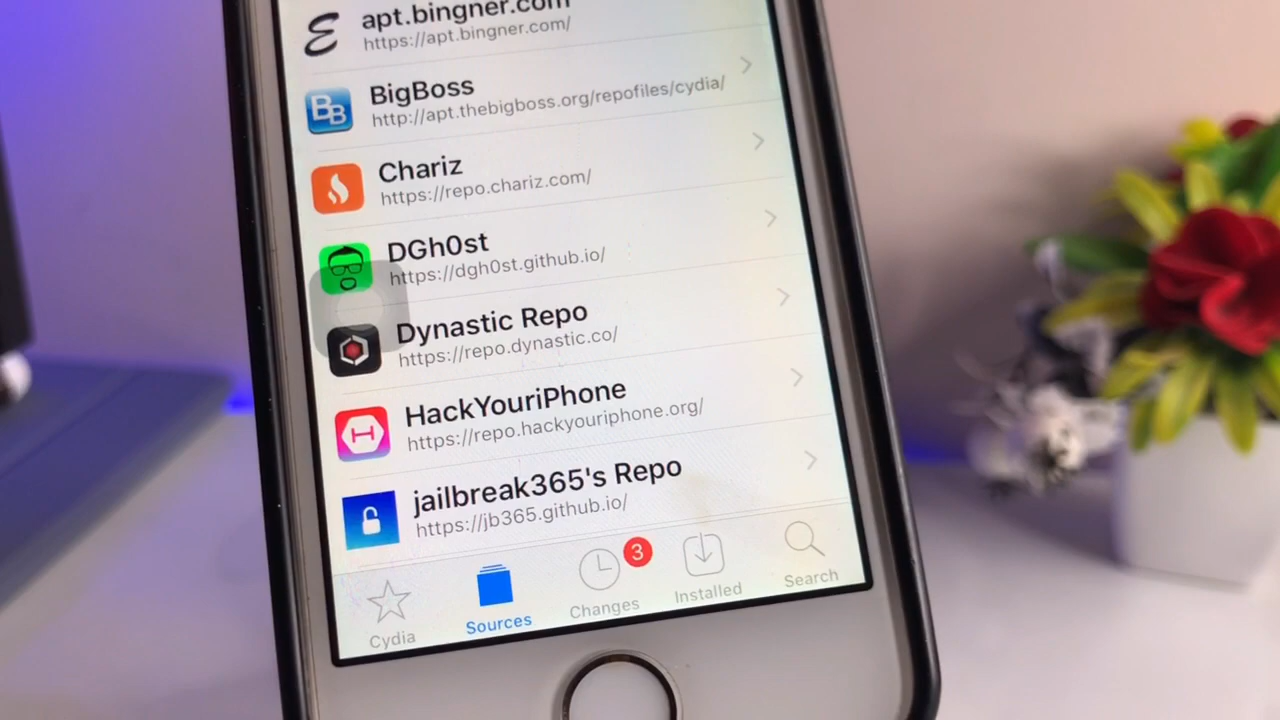 apt.bingner.com
https://apt.bingner.com/
BB
BigBoss
http://apt.thebigboss.org/repofiles/cydia/
Chariz
https://repo.chariz.com/
DGh0st
https://dgh0st.github.io/
Dynastic Repo
https://repo.dynastic.co/
HackYouriPhone
https://repo.hackyouriphone.org/
jailbreak365's Repo
https://jb365.github.io/
3
Cydia
Sources
Changes
Installed
Search